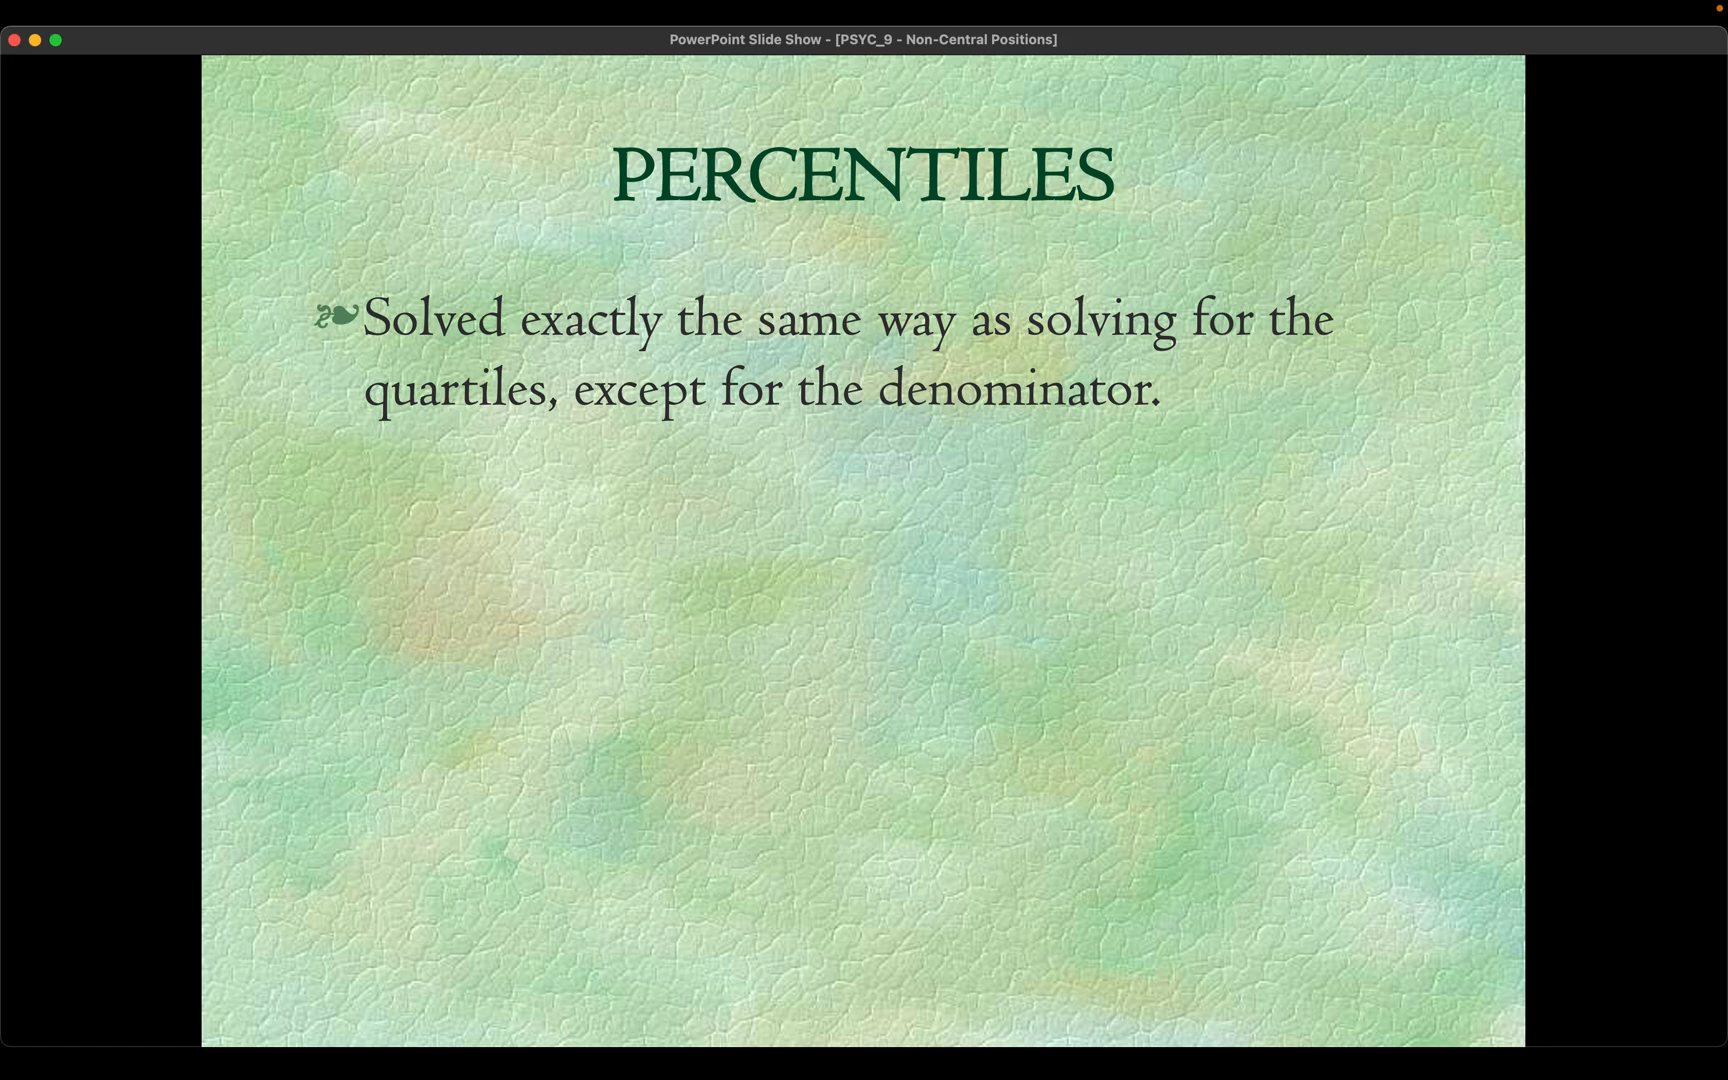 PowerPoint Slide Show - [PSYC_9 - Non-Central Positions]
PERCENTILES
Solved exactly the same way as solving for the
quartiles, except for the denominator.